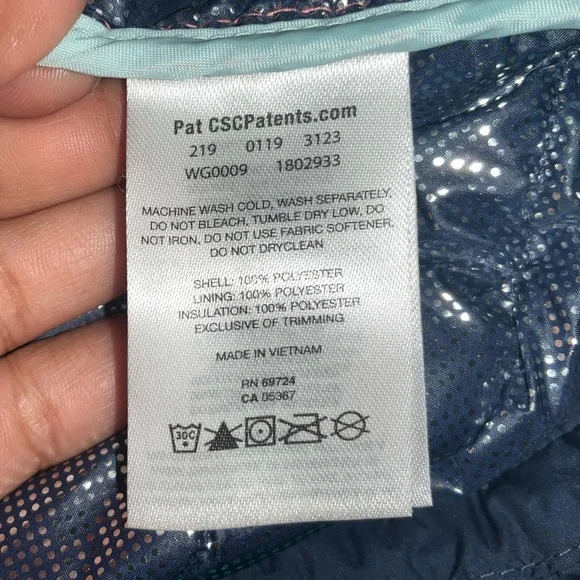 Pat CSCPatents.com
219 0119 3123
WG0009 1802933
MACHINE WASH COLD, WASH SEPARATELY,
DO NOT BLEACH, TUMBLE DRY LOW, DO
NOT IRON, DO NOT USE FABRIC SOFTENER,
DO NOT DRYCLEAN
SHELL: 100% POLYESTER
LINING: 100% POLYESTER
INSULATION: 100% POLYESTER
EXCLUSIVE OF TRIMMING
MADE IN VIETNAM
RN 69724
CA 05367
30C